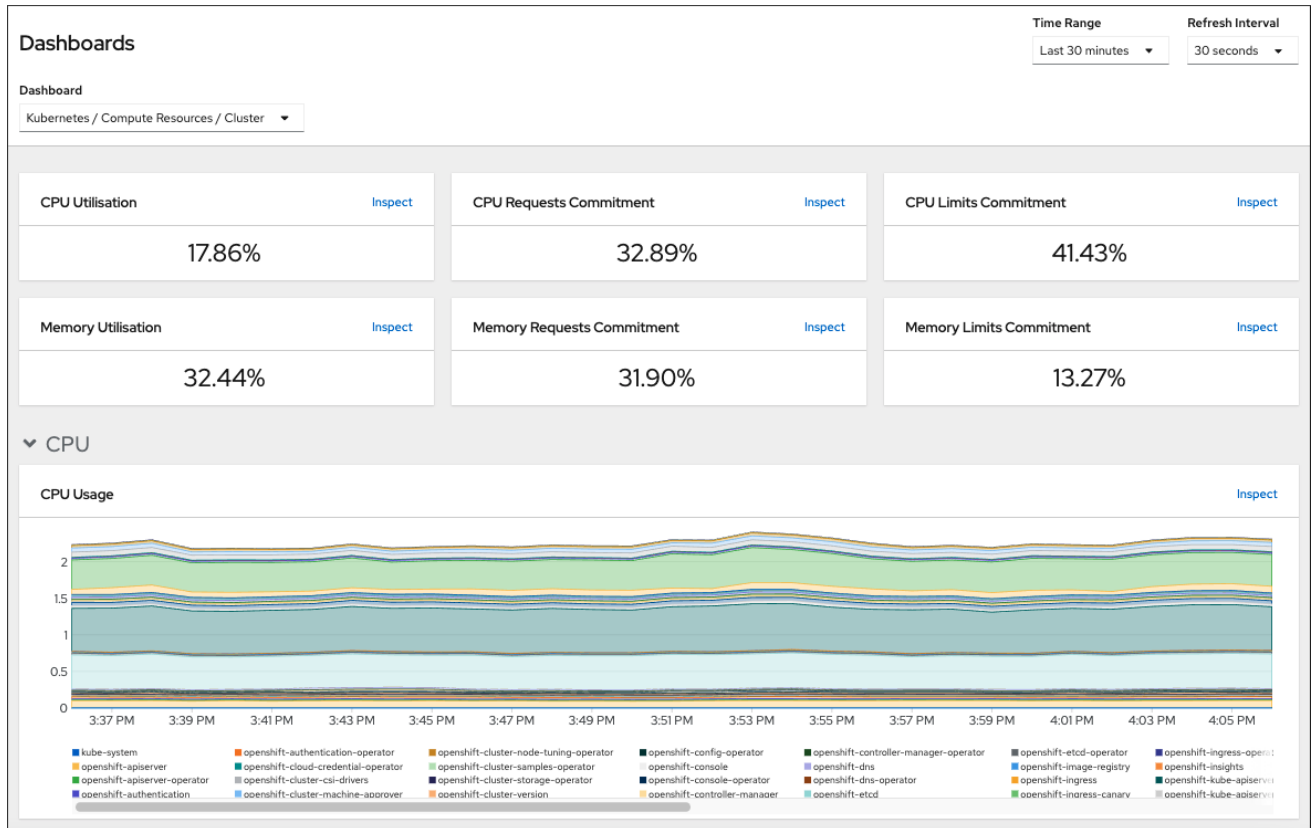 Dashboards
Time Range
Refresh Interval
Last 30 minutes
30 seconds
Dashboard
Kubernetes / Compute Resources / Cluster
CPU Utilisation Inspect
CPU Requests Commitment Inspect
CPU Limits Commitment Inspect
17.86%
32.89%
41.43%
Memory Utilisation Inspect
Memory Requests Commitment Inspect
Memory Limits Commitment Inspect
32.44%
31.90%
13.27%
CPU
CPU Usage Inspect
2
1.5
1
0.5
0
3:37 PM 3:39 PM 3:41 PM 3:43 PM 3:45 PM 3:47 PM 3:49 PM 3:51 PM 3:53 PM 3:55 PM 3:57 PM 3:59 PM 4:01 PM 4:03 PM 4:05 PM
kube-system openshift-authentication-operator openshift-cluster-node-tuning-operator openshift-config-operator openshift-controller-manager-operator openshift-etcd-operator openshift-ingress-opera
openshift-apiserver openshift-cloud-credential-operator openshift-cluster-samples-operator openshift-console openshift-dns openshift-image-registry openshift-insights
openshift-apiserver-operator openshift-cluster-csi-drivers openshift-cluster-storage-operator openshift-console-operator openshift-dns-operator openshift-ingress openshift-kube-apiserve
openshift-authentication openshift-cluster-machine-approver openshift-cluster-version openshift-controller-manager openshift-etcd openshift-ingress-canary openshift-kube-apiserve